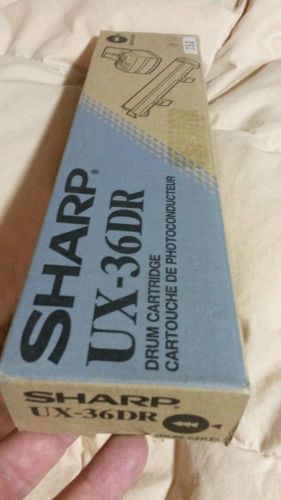 SHARP®
UX-36DR
DRUM CARTRIDGE
CARTOUCHE DE PHOTOCONDUCTEUR
SHARP
UX-36DR